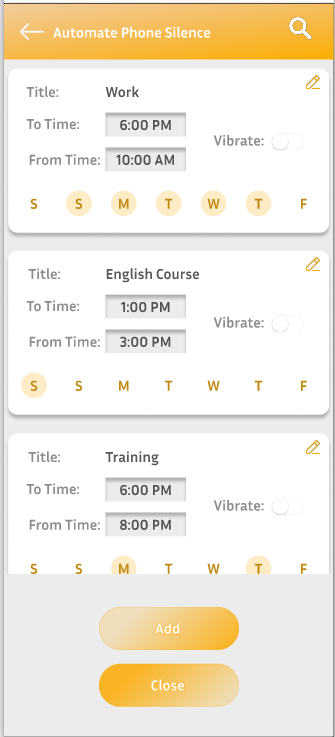 Automate Phone Silence
Title: Work
To Time: 6:00 PM
Vibrate:
From Time: 10:00 AM
S S M T W T F
Title: English Course
To Time: 1:00 PM
Vibrate:
From Time: 3:00 PM
S S M T W T F
Title: Training
To Time: 6:00 PM
Vibrate:
From Time: 8:00 PM
S S M T W T F
Add
Close